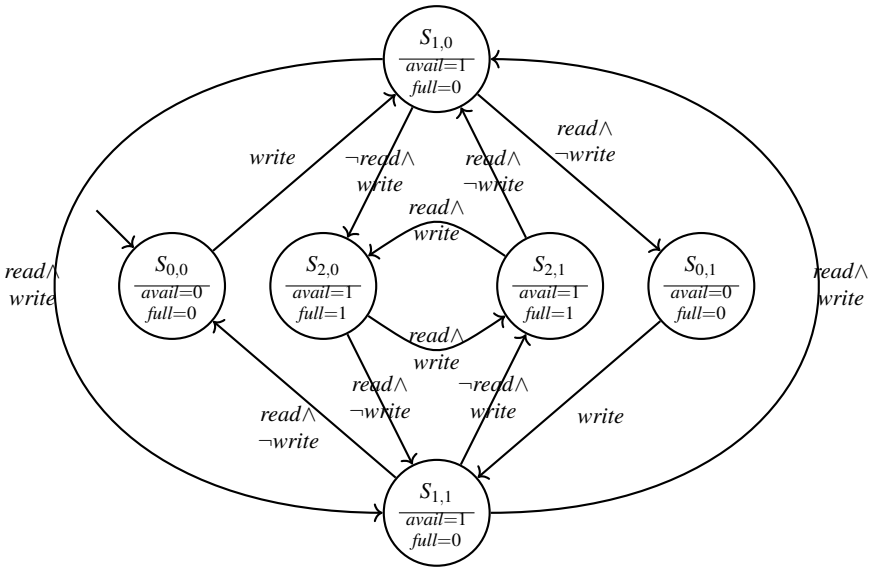 S1,0
avail=1
full=0
read∧
¬write
write
¬read∧
write
read∧
¬write
read∧
write
read∧
write
S0,0
avail=0
full=0
S2,0
avail=1
full=1
S2,1
avail=1
full=1
S0,1
avail=0
full=0
read∧
write
read∧
write
read∧
¬write
¬read∧
write
read∧
¬write
write
S1,1
avail=1
full=0